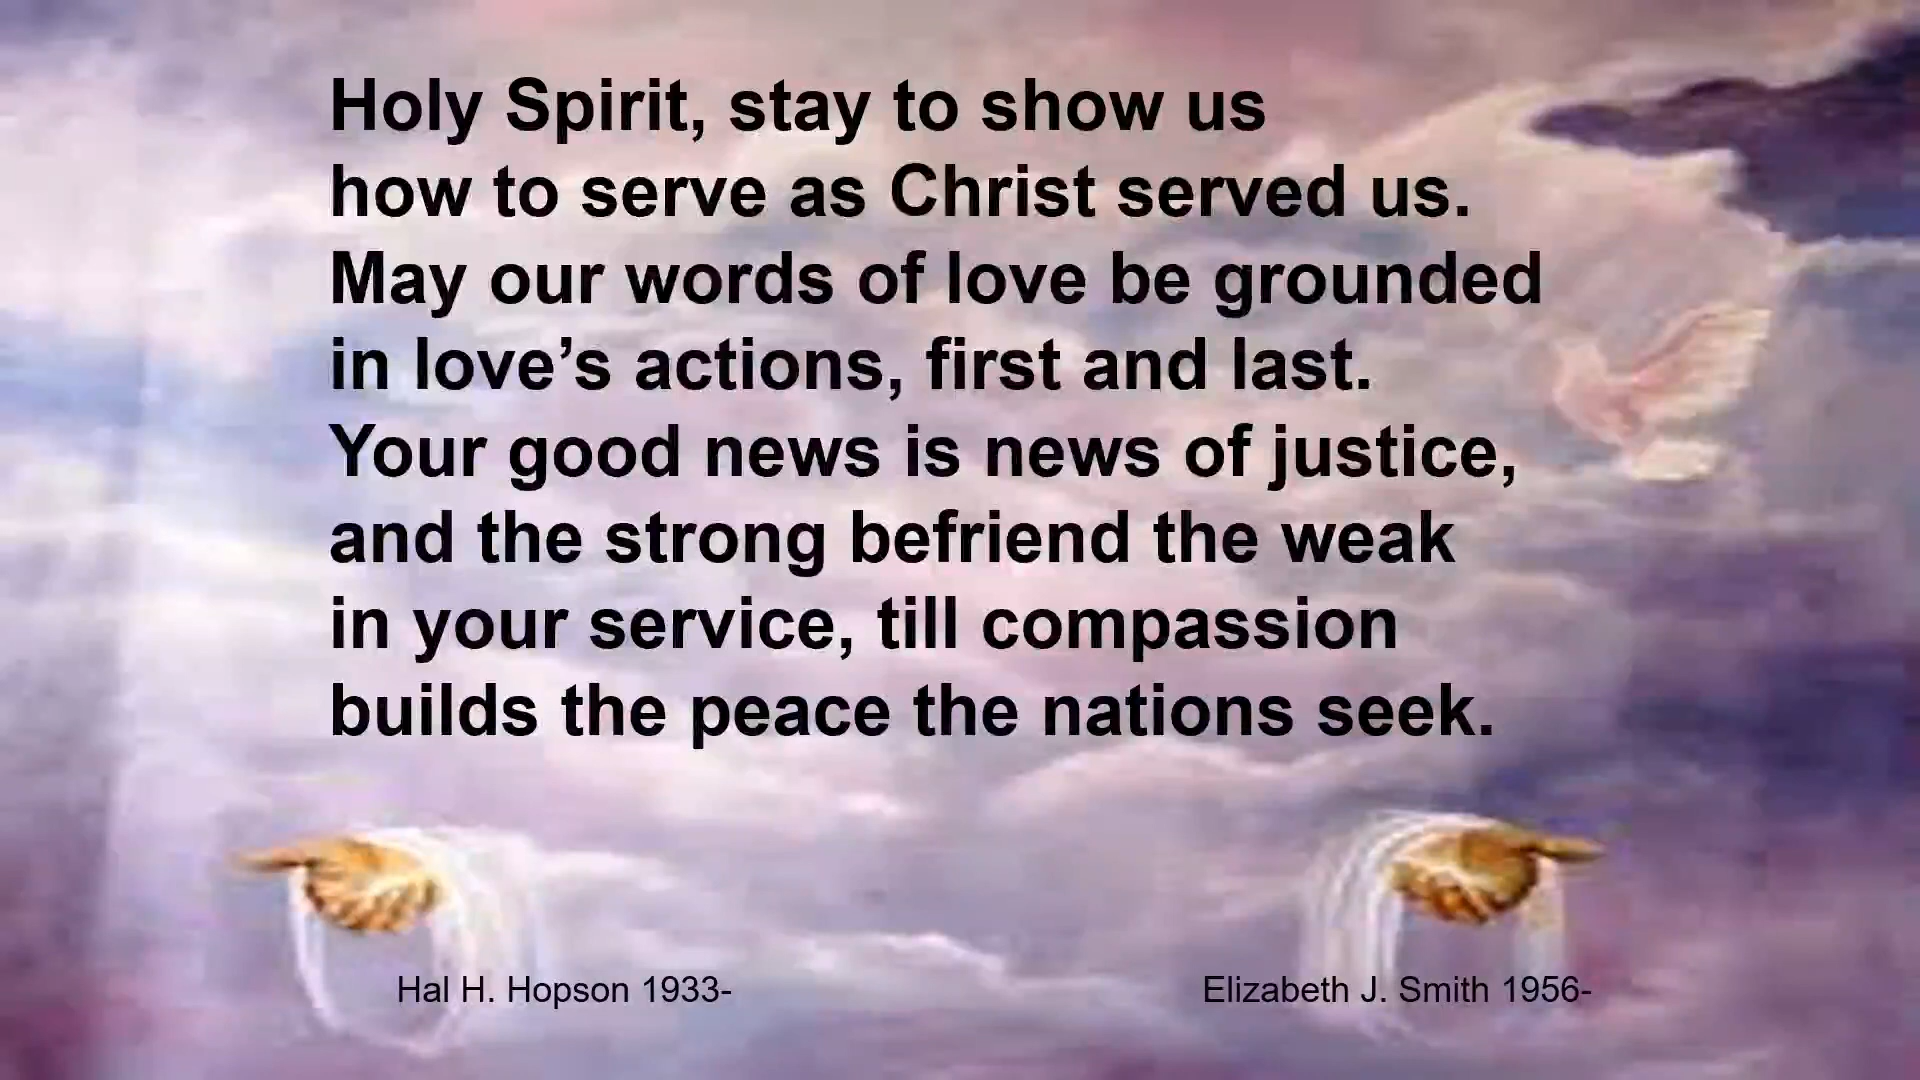 Holy Spirit, stay to show us
how to serve as Christ served us.
May our words of love be grounded
in love’s actions, first and last.
Your good news is news of justice,
and the strong befriend the weak
in your service, till compassion
builds the peace the nations seek.
Hal H. Hopson 1933-
Elizabeth J. Smith 1956-